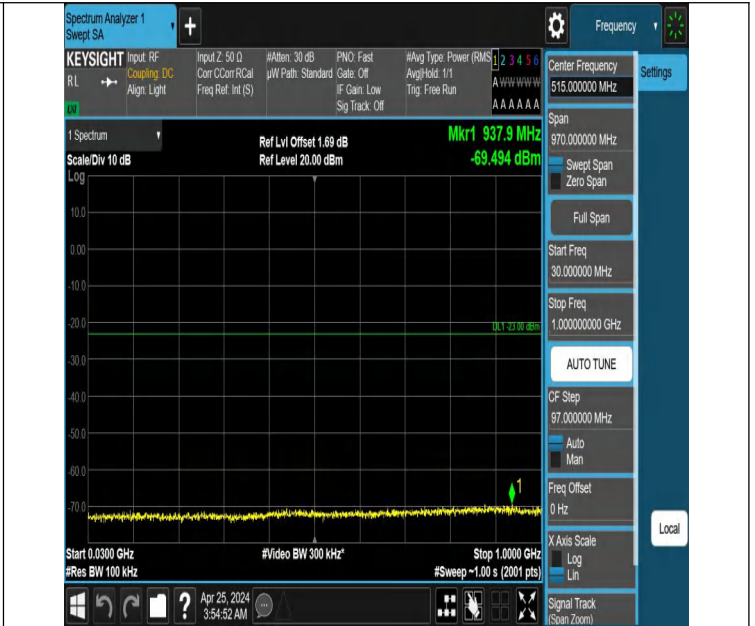 Spectrum Analyzer 1
Swept SA
+
Frequency
KEYSIGHT
RL
LXI
Input: RF
Coupling: DC
Align: Light
Input Z: 50 Ω
Corr CCorr RCal
Freq Ref: Int (S)
#Atten: 30 dB
µW Path: Standard
PNO: Fast
Gate: Off
IF Gain: Low
Sig Track: Off
#Avg Type: Power (RMS
Avg|Hold: 1/1
Trig: Free Run
1 2 3 4 5 6
A W W W W W
A A A A A A
1 Spectrum
Scale/Div 10 dB
Log
Ref Lvl Offset 1.69 dB
Ref Level 20.00 dBm
Mkr1 937.9 MHz
-69.494 dBm
10.0
0.00
-10.0
-20.0
DL1 -23.00 dBm
-30.0
-40.0
-50.0
-60.0
1
-70.0
Start 0.0300 GHz
#Video BW 300 kHz*
Stop 1.0000 GHz
#Res BW 100 kHz
#Sweep ~1.00 s (2001 pts)
Center Frequency
515.000000 MHz
Settings
Span
970.000000 MHz
Swept Span
Zero Span
Full Span
Start Freq
30.000000 MHz
Stop Freq
1.000000000 GHz
AUTO TUNE
CF Step
97.000000 MHz
Auto
Man
Freq Offset
0 Hz
X Axis Scale
Log
Lin
Local
Signal Track
(Span Zoom)
?
Apr 25, 2024
3:54:52 AM